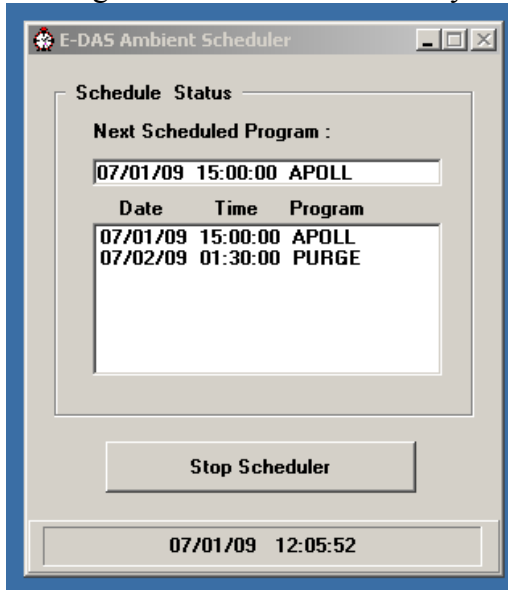 E-DAS Ambient Scheduler
Schedule Status
Next Scheduled Program :
07/01/09 15:00:00 APOLL
Date Time Program
07/01/09 15:00:00 APOLL
07/02/09 01:30:00 PURGE
Stop Scheduler
07/01/09 12:05:52